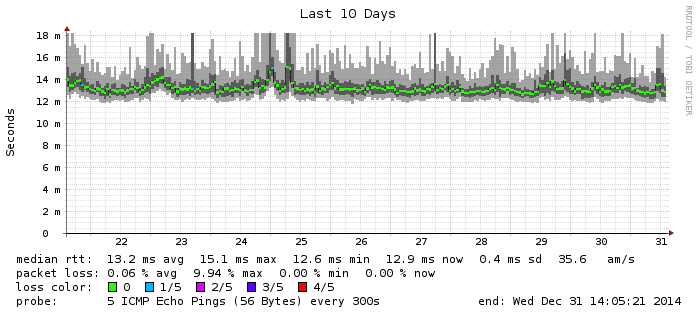 Last 10 Days
RRDTOOL / TOBI OETIKER
Seconds
18 m
16 m
14 m
12 m
10 m
8 m
6 m
4 m
2 m
0
22 23 24 25 26 27 28 29 30 31
median rtt: 13.2 ms avg 15.1 ms max 12.6 ms min 12.9 ms now 0.4 ms sd 35.6 am/s
packet loss: 0.06 % avg 9.94 % max 0.00 % min 0.00 % now
loss color: 0 1/5 2/5 3/5 4/5
probe: 5 ICMP Echo Pings (56 Bytes) every 300s end: Wed Dec 31 14:05:21 2014